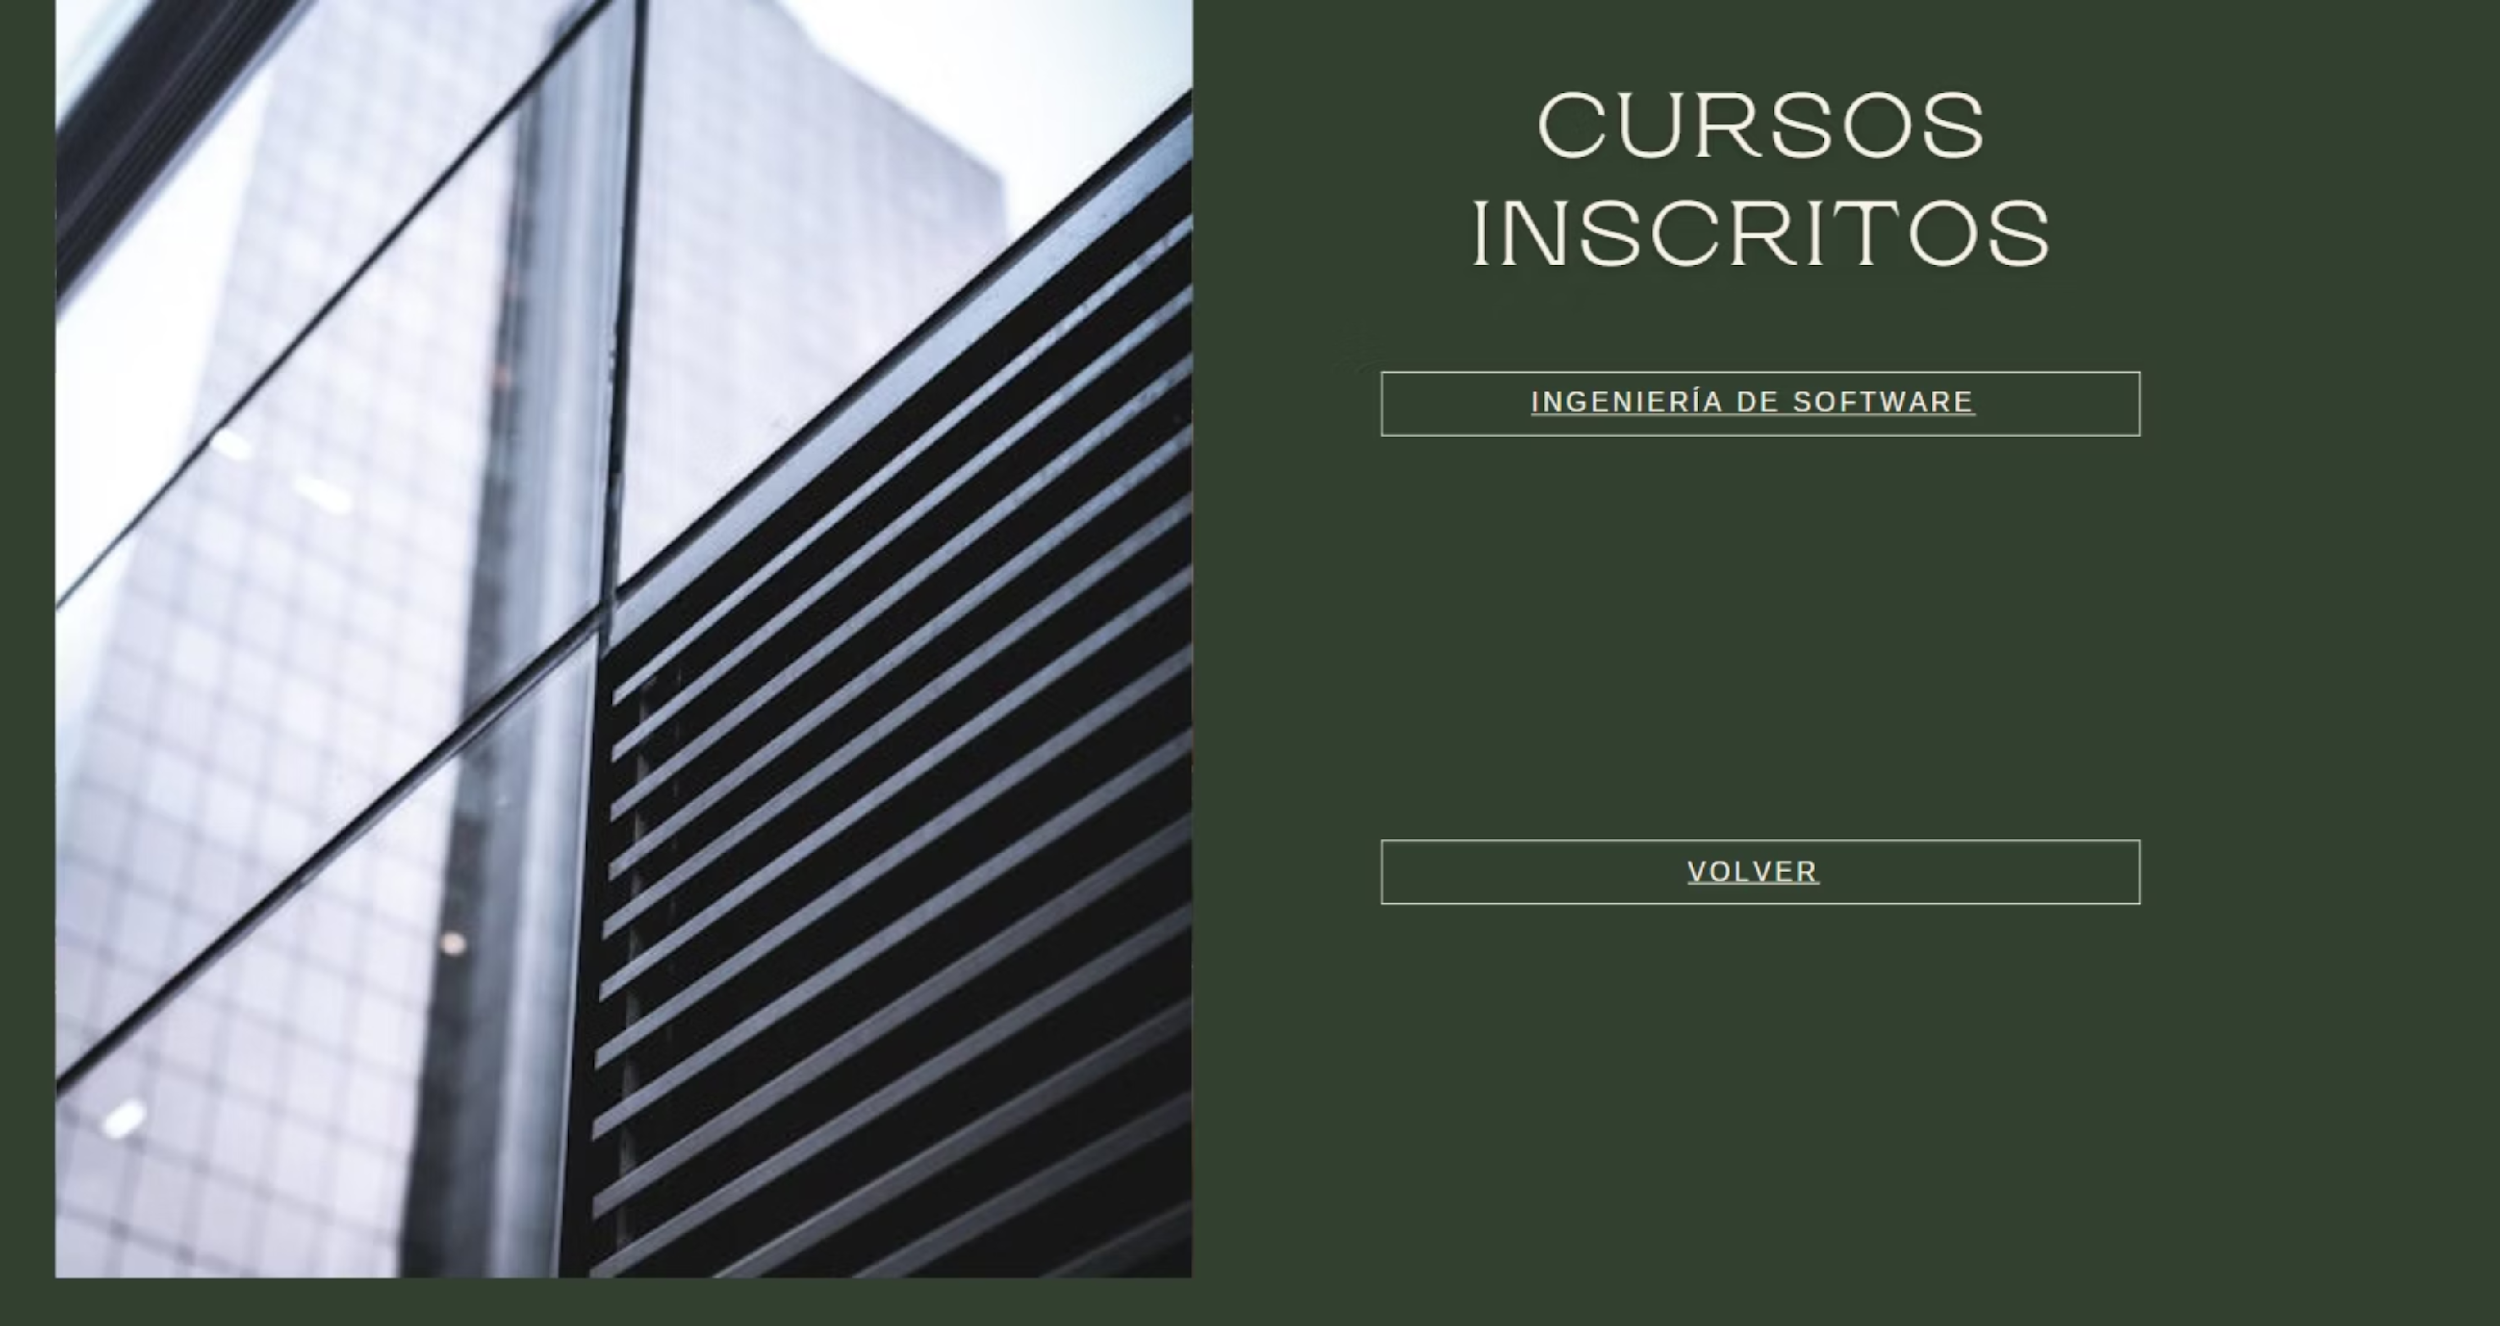 CURSOS
INSCRITOS
INGENIERÍA DE SOFTWARE
VOLVER